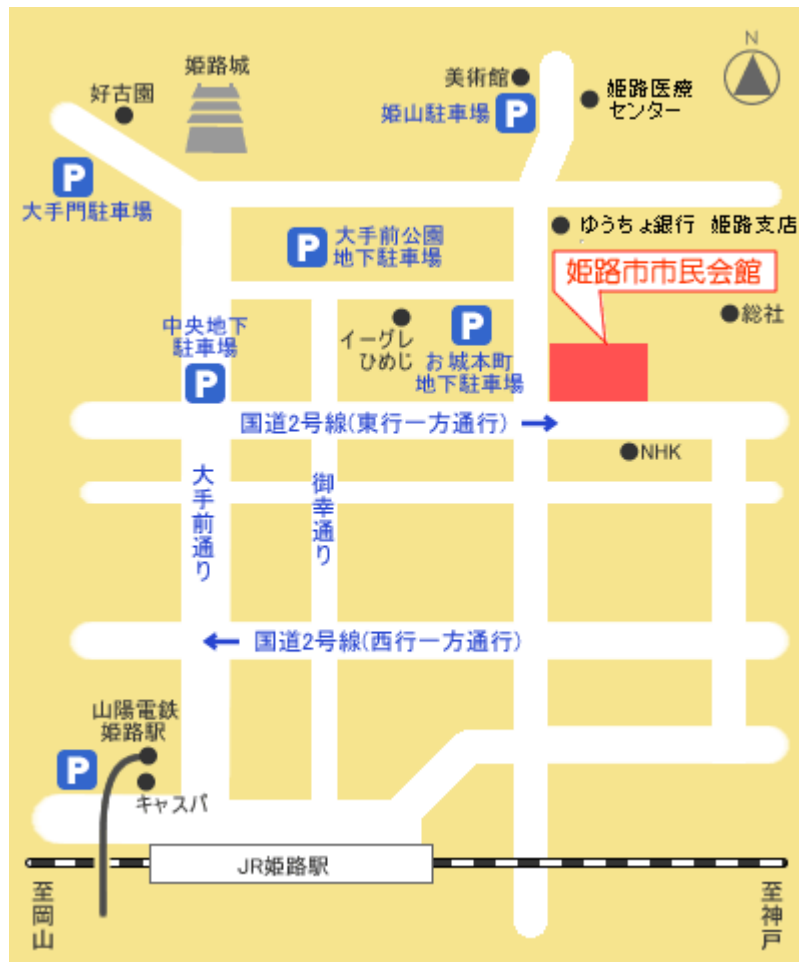 N
姫路城
美術館
好古園
姫路医療
センター
姫山駐車場
P
P
大手門駐車場
ゆうちょ銀行 姫路支店
P
大手前公園
地下駐車場
姫路市市民会館
総社
中央地下
駐車場
P
イーグレ
ひめじ
P
お城本町
地下駐車場
国道2号線(東行一方通行)
NHK
大手前通り
御幸通り
国道2号線(西行一方通行)
山陽電鉄
姫路駅
P
キャスパ
JR姫路駅
至岡山
至神戸